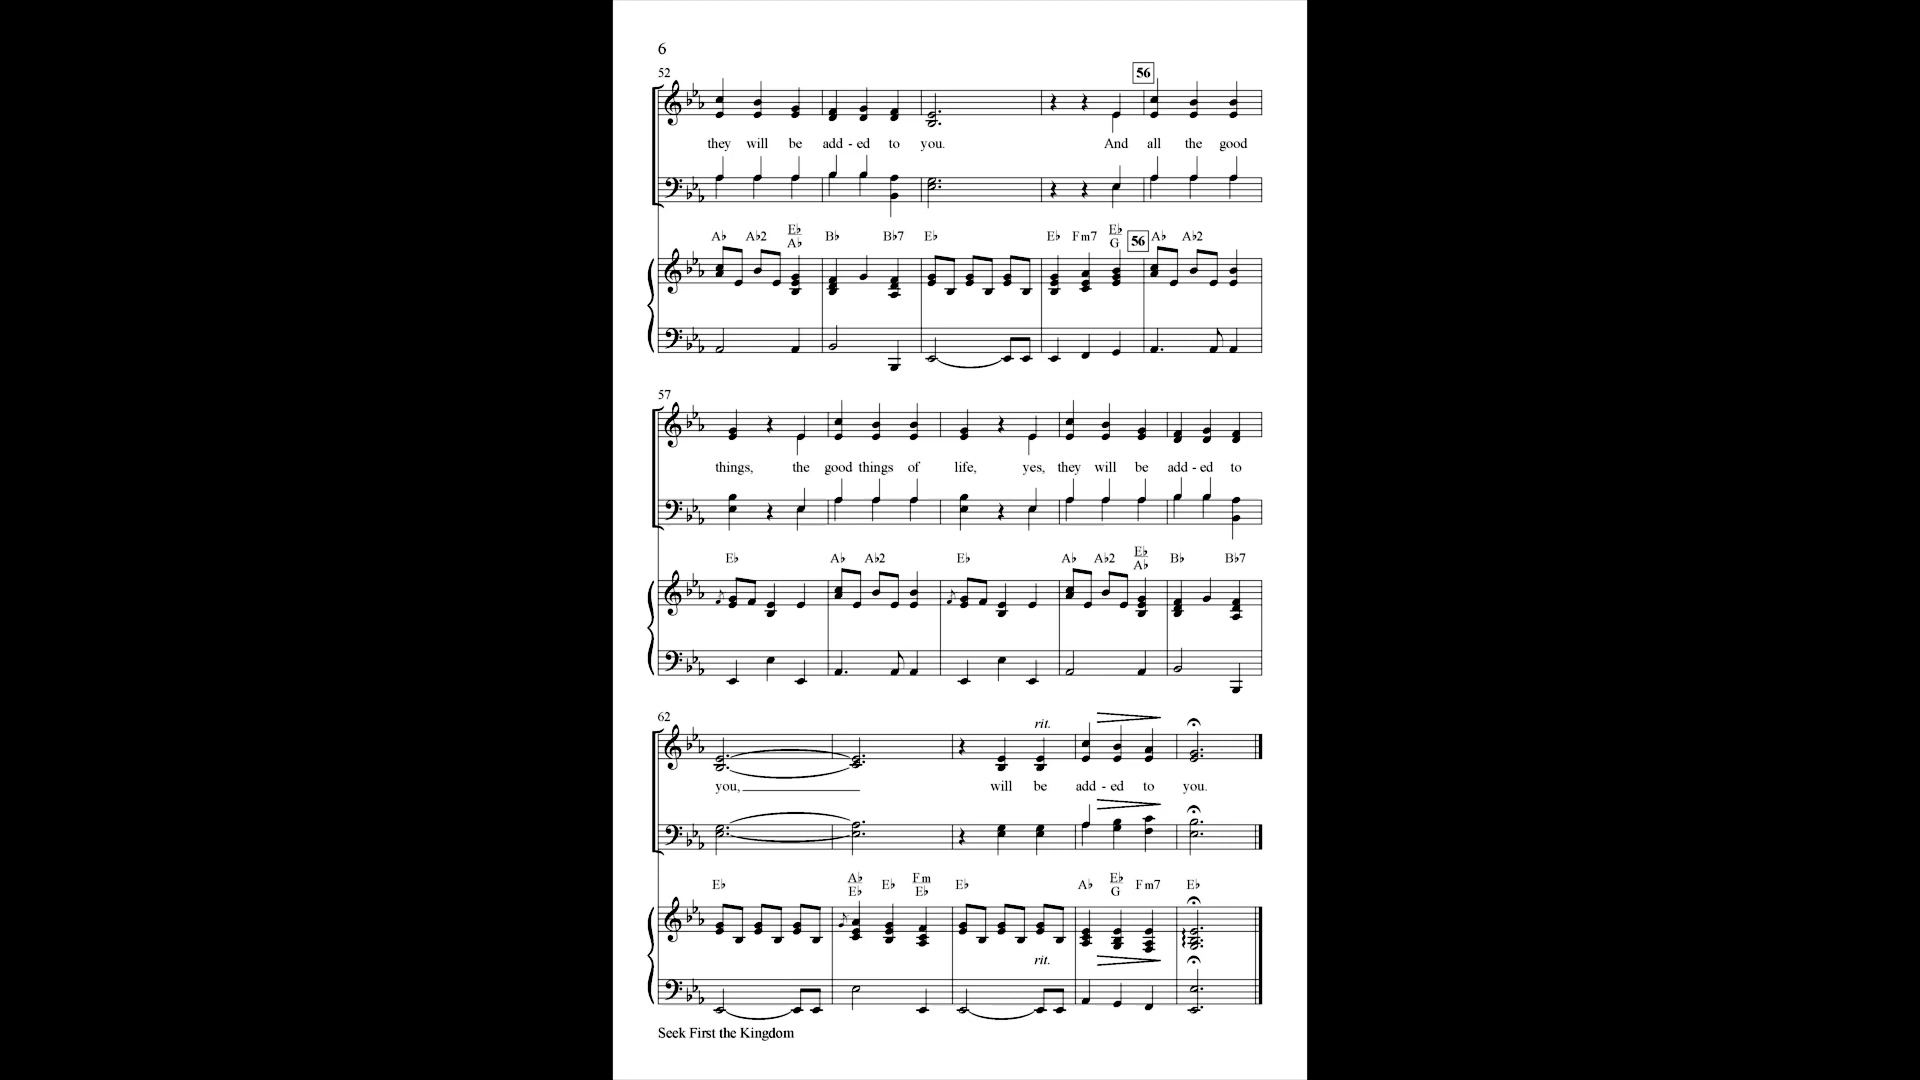 6
52
56
they will be add - ed to you. And all the good
A♭ A♭2 E♭/A♭ B♭ B♭7 E♭ E♭ Fm7 E♭/G 56 A♭ A♭2
57
things, the good things of life, yes, they will be add - ed to
E♭ A♭ A♭2 E♭ A♭ A♭2 E♭/A♭ B♭ B♭7
62
rit.
you, will be add - ed to you.
E♭ A♭/E♭ E♭ Fm/E♭ E♭ A♭ E♭/G Fm7 E♭
rit.
Seek First the Kingdom